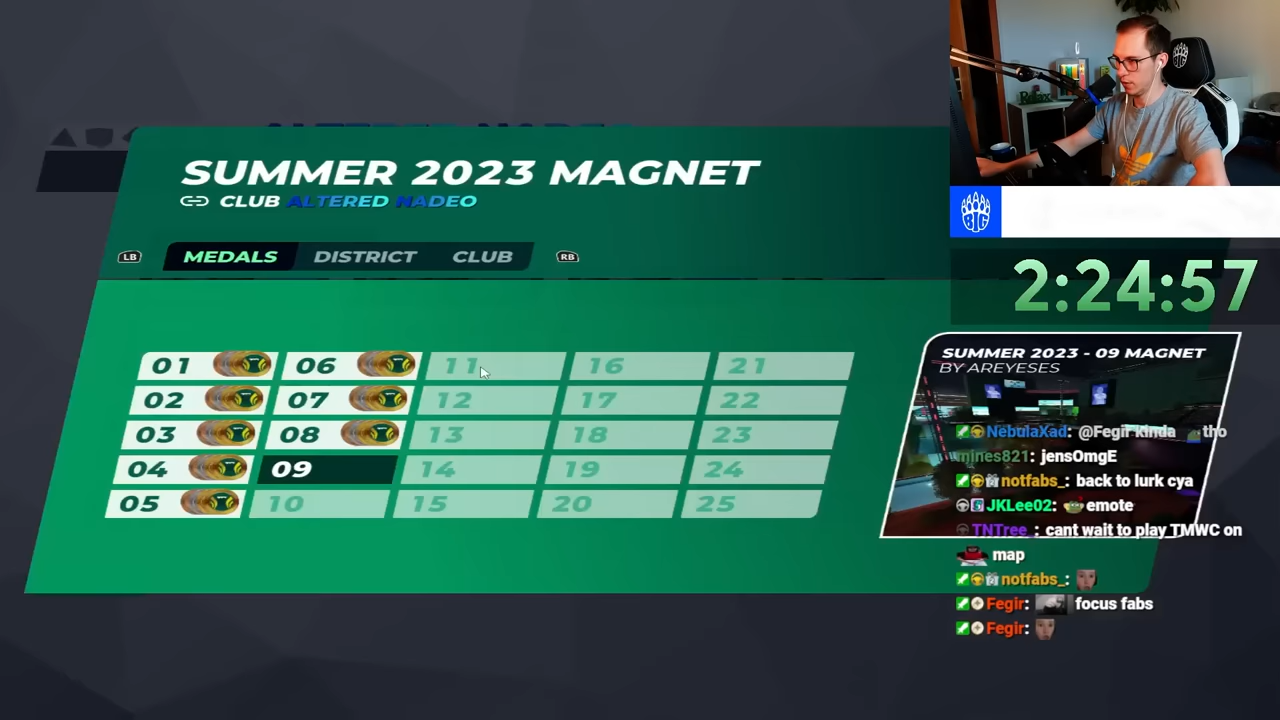 SUMMER 2023 MAGNET
CLUB ALTERED NADEO
LB MEDALS DISTRICT CLUB RB
01 06 11 16 21
02 07 12 17 22
03 08 13 18 23
04 09 14 19 24
05 10 15 20 25
BIG
2:24:57
SUMMER 2023 - 09 MAGNET
BY AREYESES
NebulaXad: @Fegir kinda tho
mines821: jensOmgE
notfabs_: back to lurk cya
JKLee02: emote
TNTree_: cant wait to play TMWC on
map
notfabs_:
Fegir: focus fabs
Fegir: